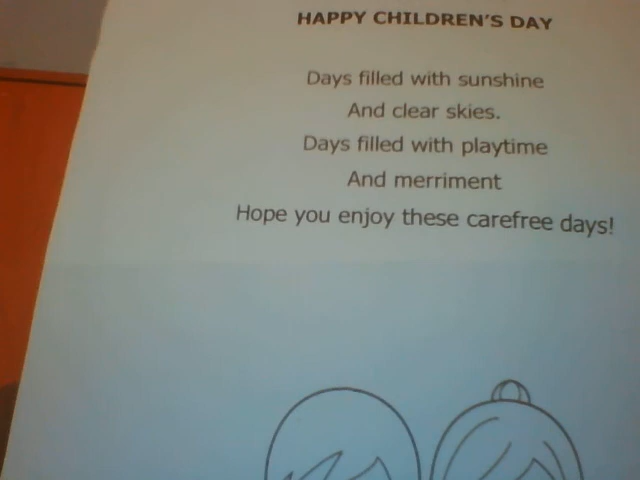 HAPPY CHILDREN'S DAY
Days filled with sunshine
And clear skies.
Days filled with playtime
And merriment
Hope you enjoy these carefree days!